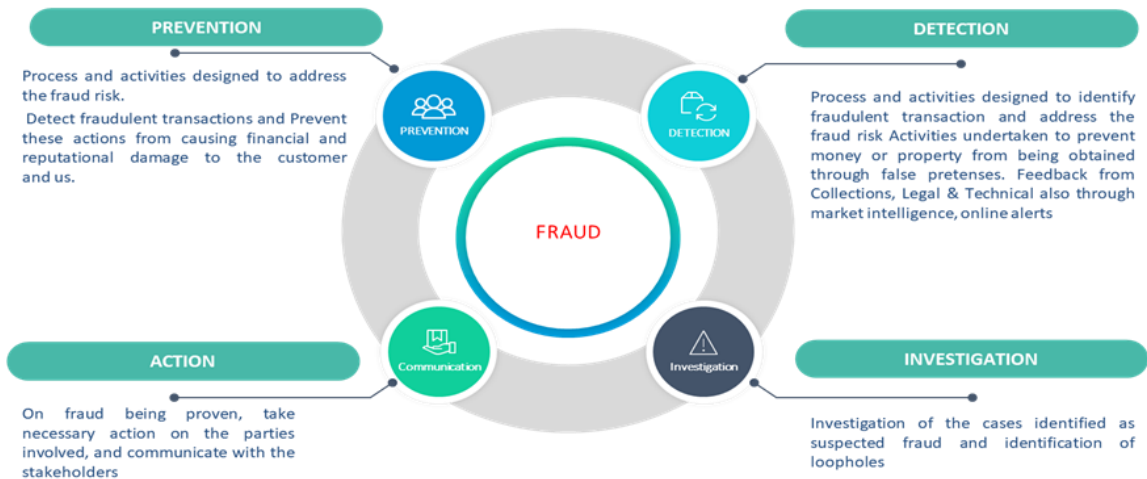 PREVENTION
Process and activities designed to address
the fraud risk.
Detect fraudulent transactions and Prevent
these actions from causing financial and
reputational damage to the customer
and us.
DETECTION
Process and activities designed to identify
fraudulent transaction and address the
fraud risk Activities undertaken to prevent
money or property from being obtained
through false pretenses. Feedback from
Collections, Legal & Technical also through
market intelligence, online alerts
PREVENTION
DETECTION
FRAUD
Communication
Investigation
ACTION
On fraud being proven, take
necessary action on the parties
involved, and communicate with the
stakeholders
INVESTIGATION
Investigation of the cases identified as
suspected fraud and identification of
loopholes